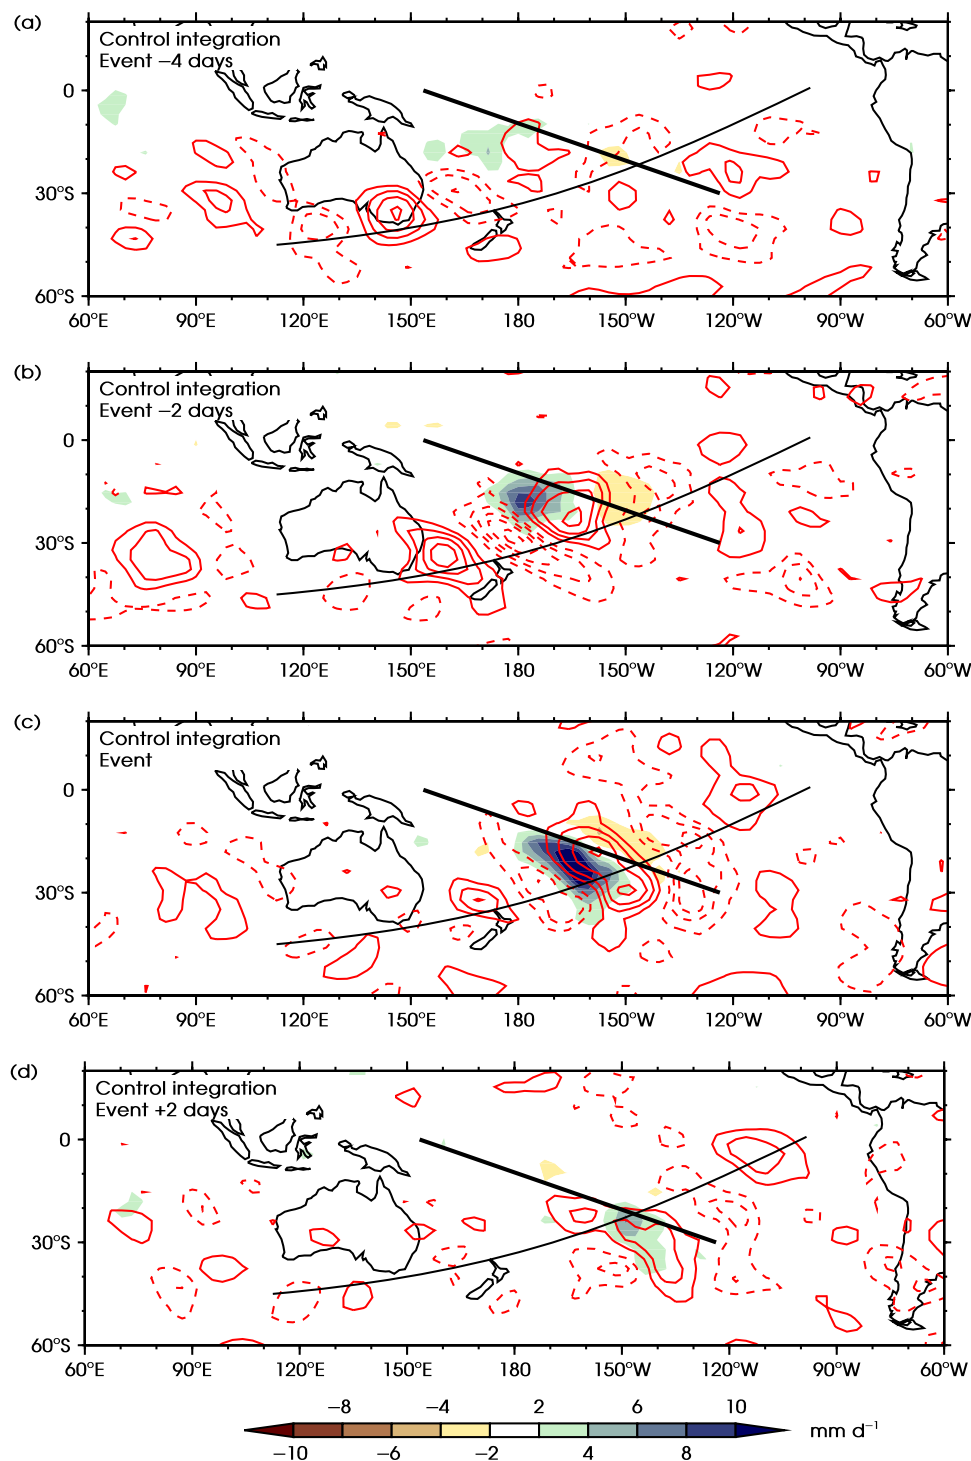 (a)
Control integration
Event −4 days
0
30°S
60°S
60°E 90°E 120°E 150°E 180 150°W 120°W 90°W 60°W
(b)
Control integration
Event −2 days
0
30°S
60°S
60°E 90°E 120°E 150°E 180 150°W 120°W 90°W 60°W
(c)
Control integration
Event
0
30°S
60°S
60°E 90°E 120°E 150°E 180 150°W 120°W 90°W 60°W
(d)
Control integration
Event +2 days
0
30°S
60°S
60°E 90°E 120°E 150°E 180 150°W 120°W 90°W 60°W
−8 −4 2 6 10
mm d⁻¹
−10 −6 −2 4 8